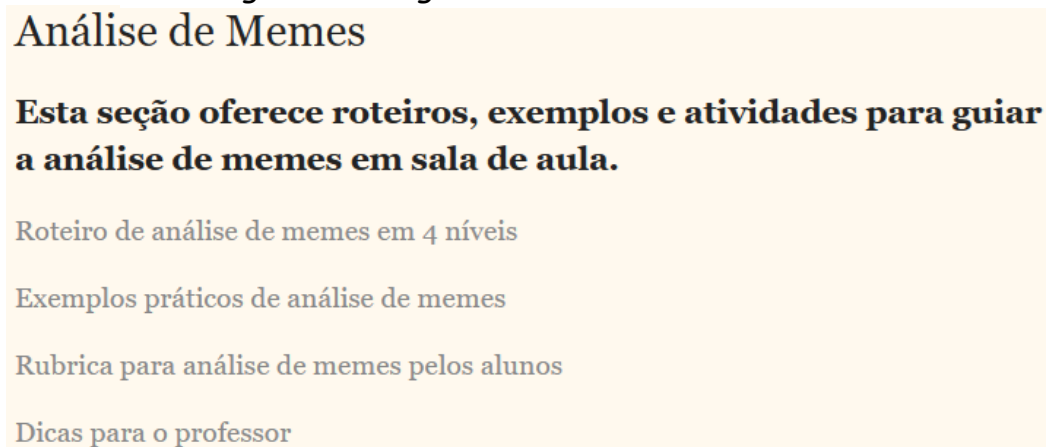 Análise de Memes
Esta seção oferece roteiros, exemplos e atividades para guiar
a análise de memes em sala de aula.
Roteiro de análise de memes em 4 níveis
Exemplos práticos de análise de memes
Rubrica para análise de memes pelos alunos
Dicas para o professor